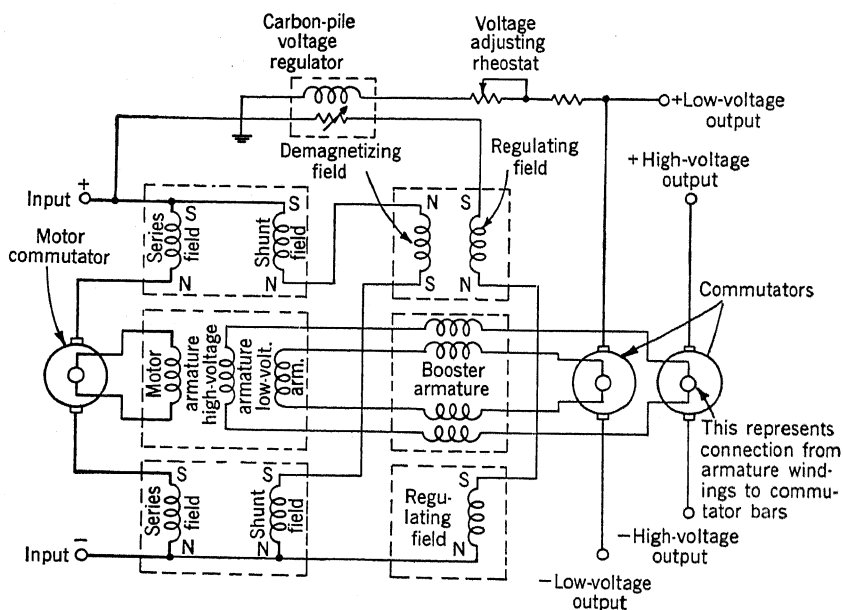 Carbon-pile
voltage
regulator
Voltage
adjusting
rheostat
+Low-voltage
output
Demagnetizing
field
Regulating
field
+High-voltage
output
Input +
Motor
commutator
Series
field
S
N
Shunt
field
S
N
N
S
S
N
Commutators
Motor
armature
high-voltage
armature
low-volt.
arm.
Booster
armature
This represents
connection from
armature wind-
ings to commu-
tator bars
Series
field
S
N
Shunt
field
S
N
Regu-
lating
field
S
N
Input −
−High-voltage
output
−Low-voltage
output